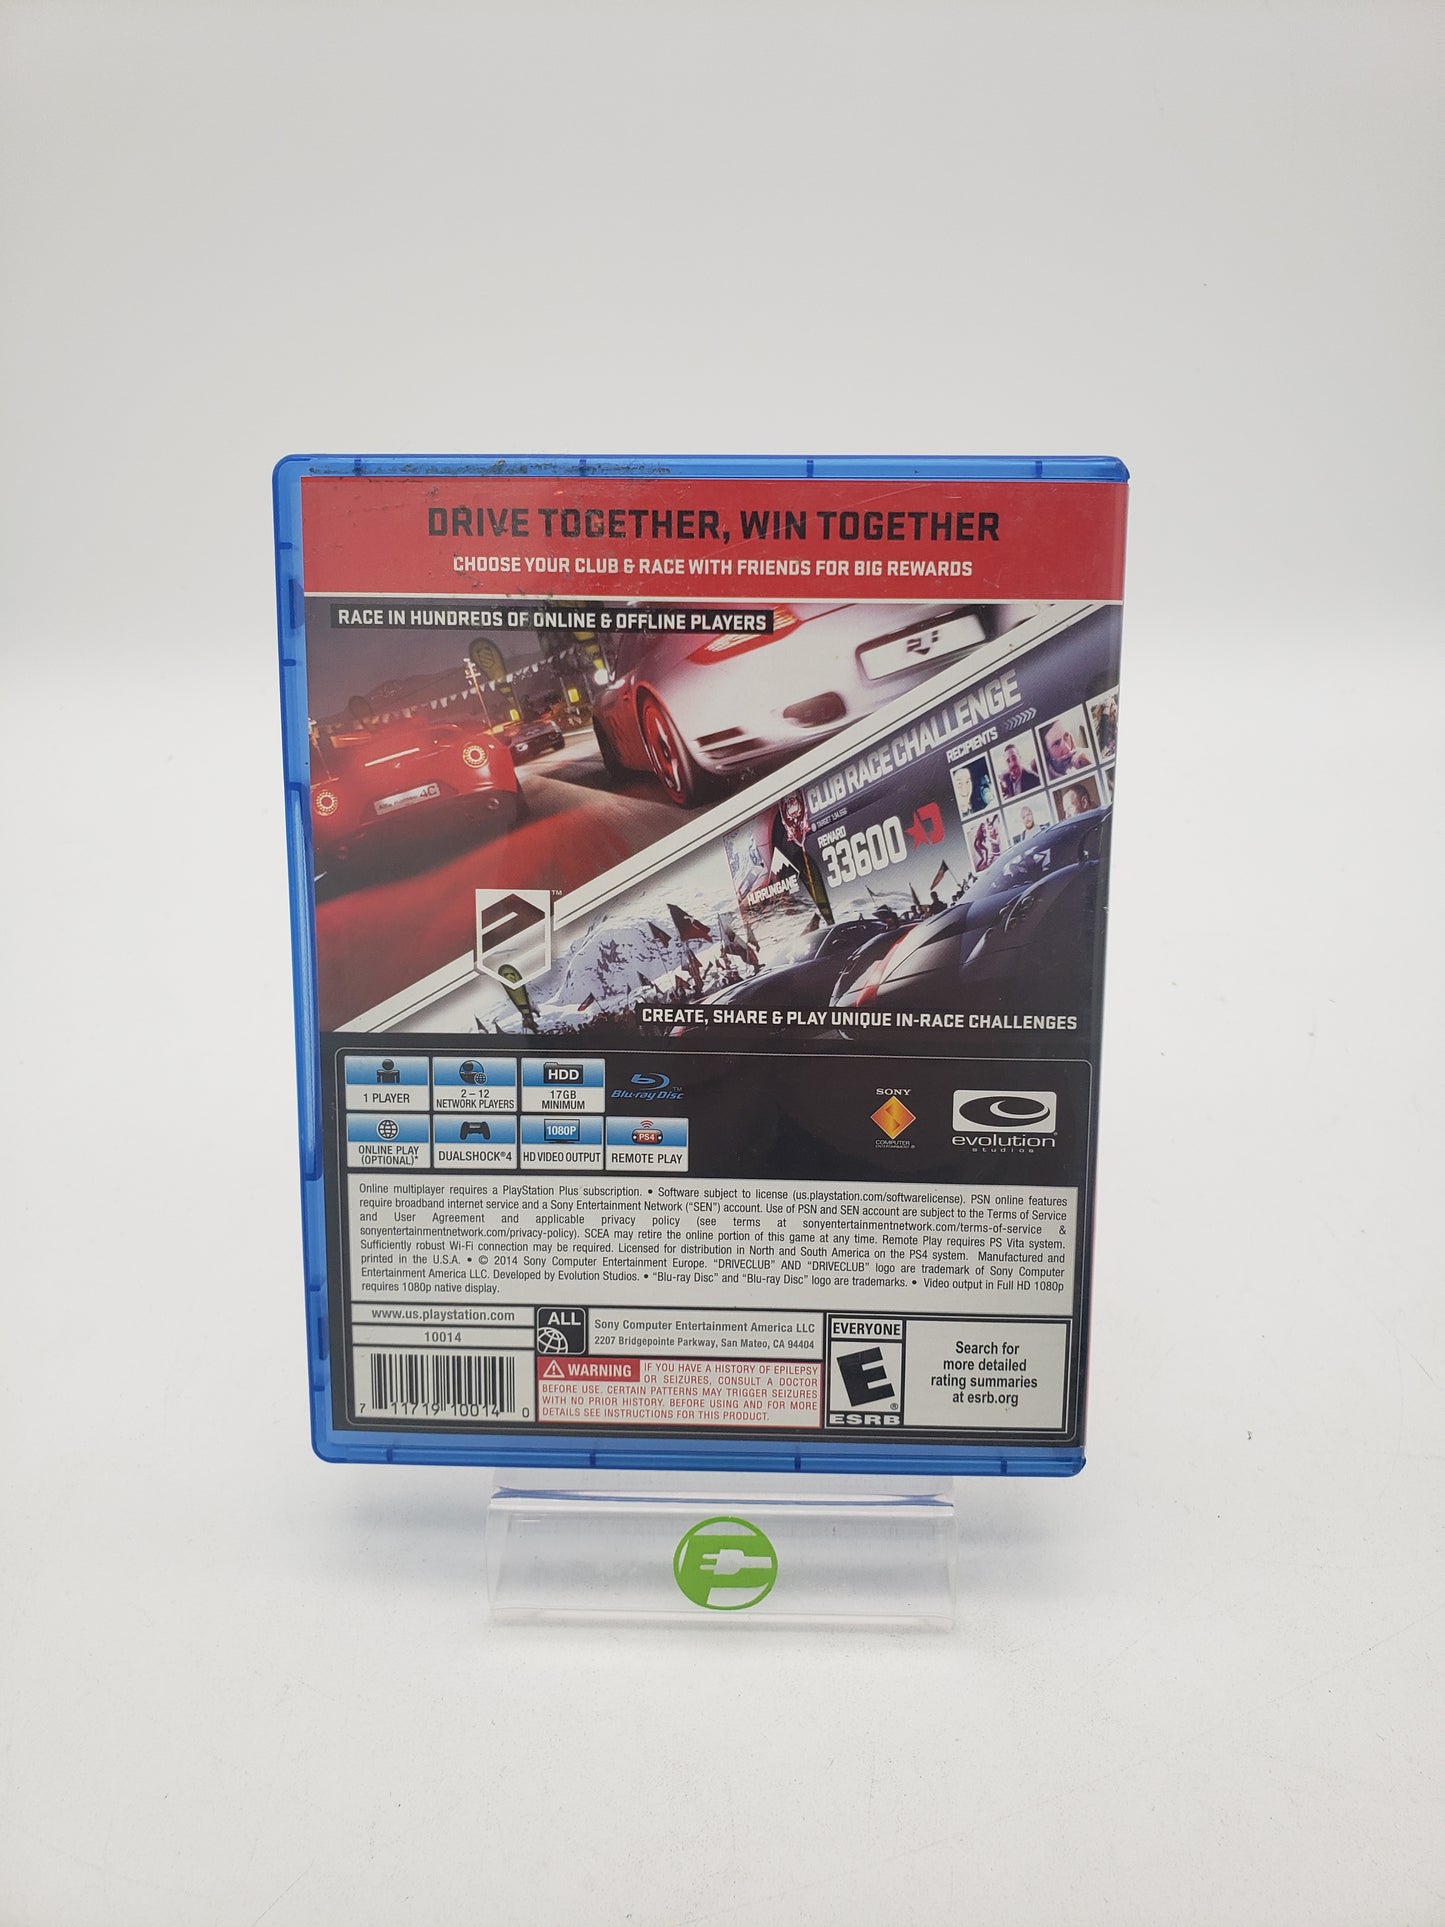 DRIVE TOGETHER, WIN TOGETHER
CHOOSE YOUR CLUB & RACE WITH FRIENDS FOR BIG REWARDS
RACE IN HUNDREDS OF ONLINE & OFFLINE PLAYERS
CLUB RACE CHALLENGE
RECIPIENTS
REWARD
33600
HURRUNGANE
™
CREATE, SHARE & PLAY UNIQUE IN-RACE CHALLENGES
1 PLAYER
2 – 12
NETWORK PLAYERS
HDD
17GB
MINIMUM
Blu-ray Disc™
ONLINE PLAY
(OPTIONAL)*
DUALSHOCK®4
1080P
HD VIDEO OUTPUT
PS4
REMOTE PLAY
SONY
COMPUTER
ENTERTAINMENT®
evolution
studios
Online multiplayer requires a PlayStation Plus subscription. • Software subject to license (us.playstation.com/softwarelicense). PSN online features
require broadband internet service and a Sony Entertainment Network (“SEN”) account. Use of PSN and SEN account are subject to the Terms of Service
and User Agreement and applicable privacy policy (see terms at sonyentertainmentnetwork.com/terms-of-service &
sonyentertainmentnetwork.com/privacy-policy). SCEA may retire the online portion of this game at any time. Remote Play requires PS Vita system.
Sufficiently robust Wi-Fi connection may be required. Licensed for distribution in North and South America on the PS4 system. Manufactured and
printed in the U.S.A. • © 2014 Sony Computer Entertainment Europe. “DRIVECLUB” AND “DRIVECLUB” logo are trademark of Sony Computer
Entertainment America LLC. Developed by Evolution Studios. • “Blu-ray Disc” and “Blu-ray Disc” logo are trademarks. • Video output in Full HD 1080p
requires 1080p native display.
www.us.playstation.com
10014
7 11719 10014 0
ALL
Sony Computer Entertainment America LLC
2207 Bridgepointe Parkway, San Mateo, CA 94404
WARNING IF YOU HAVE A HISTORY OF EPILEPSY
OR SEIZURES, CONSULT A DOCTOR
BEFORE USE. CERTAIN PATTERNS MAY TRIGGER SEIZURES
WITH NO PRIOR HISTORY. BEFORE USING AND FOR MORE
DETAILS SEE INSTRUCTIONS FOR THIS PRODUCT.
EVERYONE
E
®
ESRB
Search for
more detailed
rating summaries
at esrb.org